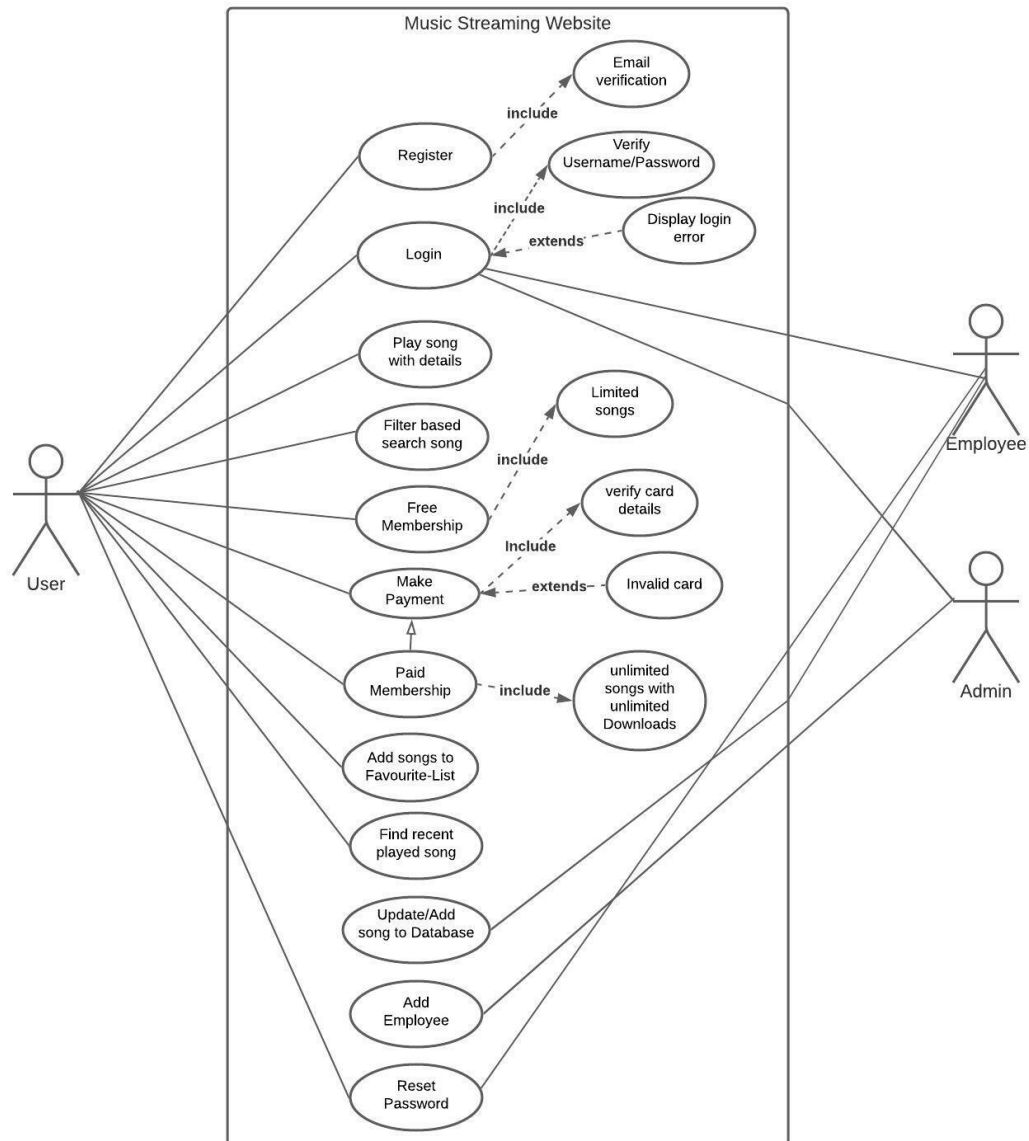 Music Streaming Website
Email
verification
include
Register
Verify
Username/Password
include
Display login
error
extends
Login
Play song
with details
Limited
songs
Filter based
search song
include
Employee
verify card
details
Free
Membership
Include
User
Make
Payment
extends
Invalid card
Paid
Membership
include
unlimited
songs with
unlimited
Downloads
Admin
Add songs to
Favourite-List
Find recent
played song
Update/Add
song to Database
Add
Employee
Reset
Password